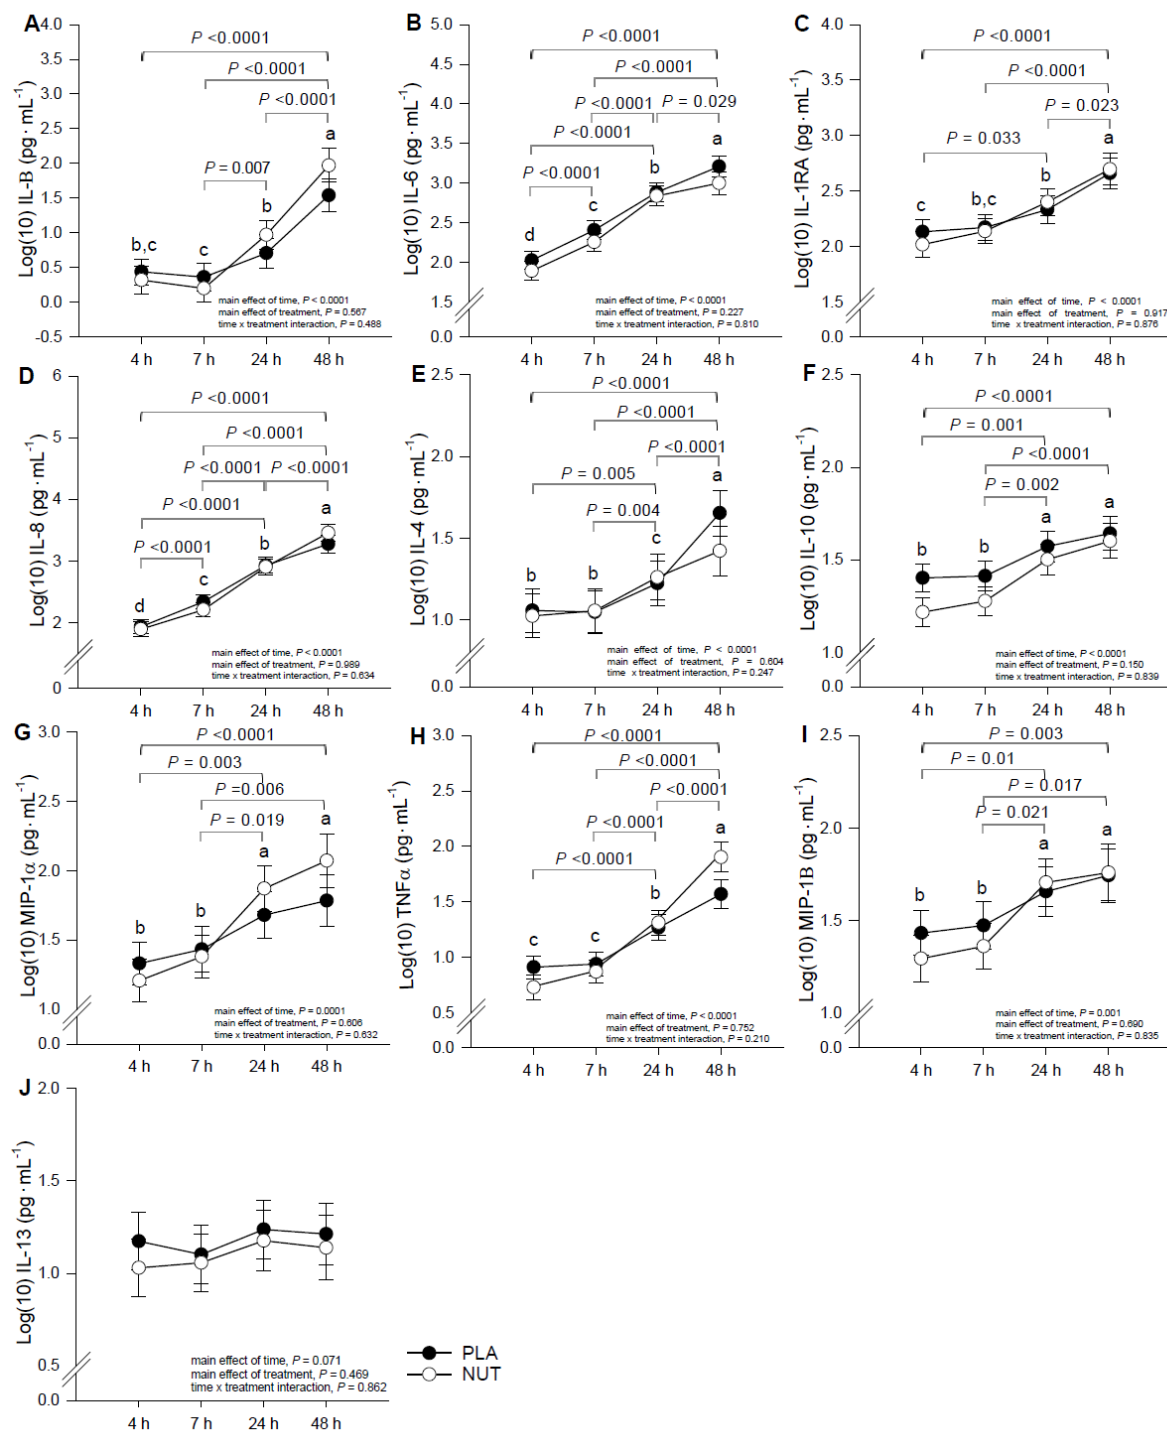 A
Log(10) IL-B (pg·mL-1)
4.0
3.5
3.0
2.5
2.0
1.5
1.0
0.5
0.0
-0.5
P <0.0001
P <0.0001
P <0.0001
P = 0.007
a
b
b,c
c
main effect of time, P < 0.0001
main effect of treatment, P = 0.567
time x treatment interaction, P = 0.488
4 h 7 h 24 h 48 h
B
Log(10) IL-6 (pg·mL-1)
5.0
4.5
4.0
3.5
3.0
2.5
2.0
1.5
0.0
P <0.0001
P <0.0001
P <0.0001 P = 0.029
P <0.0001
P <0.0001
a
b
c
d
main effect of time, P < 0.0001
main effect of treatment, P = 0.227
time x treatment interaction, P = 0.810
4 h 7 h 24 h 48 h
C
Log(10) IL-1RA (pg·mL-1)
4.0
3.5
3.0
2.5
2.0
1.5
0.0
P <0.0001
P <0.0001
P = 0.023
P = 0.033
a
b
b,c
c
main effect of time, P < 0.0001
main effect of treatment, P = 0.917
time x treatment interaction, P = 0.876
4 h 7 h 24 h 48 h
D
Log(10) IL-8 (pg·mL-1)
6
5
4
3
2
0
P <0.0001
P <0.0001
P <0.0001 P <0.0001
P <0.0001
P <0.0001
a
b
c
d
main effect of time, P < 0.0001
main effect of treatment, P = 0.989
time x treatment interaction, P = 0.634
4 h 7 h 24 h 48 h
E
Log(10) IL-4 (pg·mL-1)
2.5
2.0
1.5
1.0
0.0
P <0.0001
P <0.0001
P <0.0001
P = 0.005
P = 0.004
a
c
b b
main effect of time, P < 0.0001
main effect of treatment, P = 0.604
time x treatment interaction, P = 0.247
4 h 7 h 24 h 48 h
F
Log(10) IL-10 (pg·mL-1)
2.5
2.0
1.5
1.0
0.0
P <0.0001
P = 0.001
P <0.0001
P = 0.002
a a
b b
main effect of time, P < 0.0001
main effect of treatment, P = 0.150
time x treatment interaction, P = 0.839
4 h 7 h 24 h 48 h
G
Log(10) MIP-1α (pg·mL-1)
3.0
2.5
2.0
1.5
1.0
0.0
P <0.0001
P = 0.003
P =0.006
P = 0.019
a
a
b b
main effect of time, P = 0.0001
main effect of treatment, P = 0.606
time x treatment interaction, P = 0.632
4 h 7 h 24 h 48 h
H
Log(10) TNFα (pg·mL-1)
3.0
2.5
2.0
1.5
1.0
0.5
0.0
P <0.0001
P <0.0001
P <0.0001
P <0.0001
P <0.0001
a
b
c c
main effect of time, P < 0.0001
main effect of treatment, P = 0.752
time x treatment interaction, P = 0.210
4 h 7 h 24 h 48 h
I
Log(10) MIP-1B (pg·mL-1)
2.5
2.0
1.5
1.0
0.0
P = 0.003
P = 0.01
P = 0.017
P = 0.021
a
a
b b
main effect of time, P = 0.001
main effect of treatment, P = 0.690
time x treatment interaction, P = 0.835
4 h 7 h 24 h 48 h
J
Log(10) IL-13 (pg·mL-1)
2.0
1.5
1.0
0.5
0.0
main effect of time, P = 0.071
main effect of treatment, P = 0.469
time x treatment interaction, P = 0.862
4 h 7 h 24 h 48 h
PLA
NUT